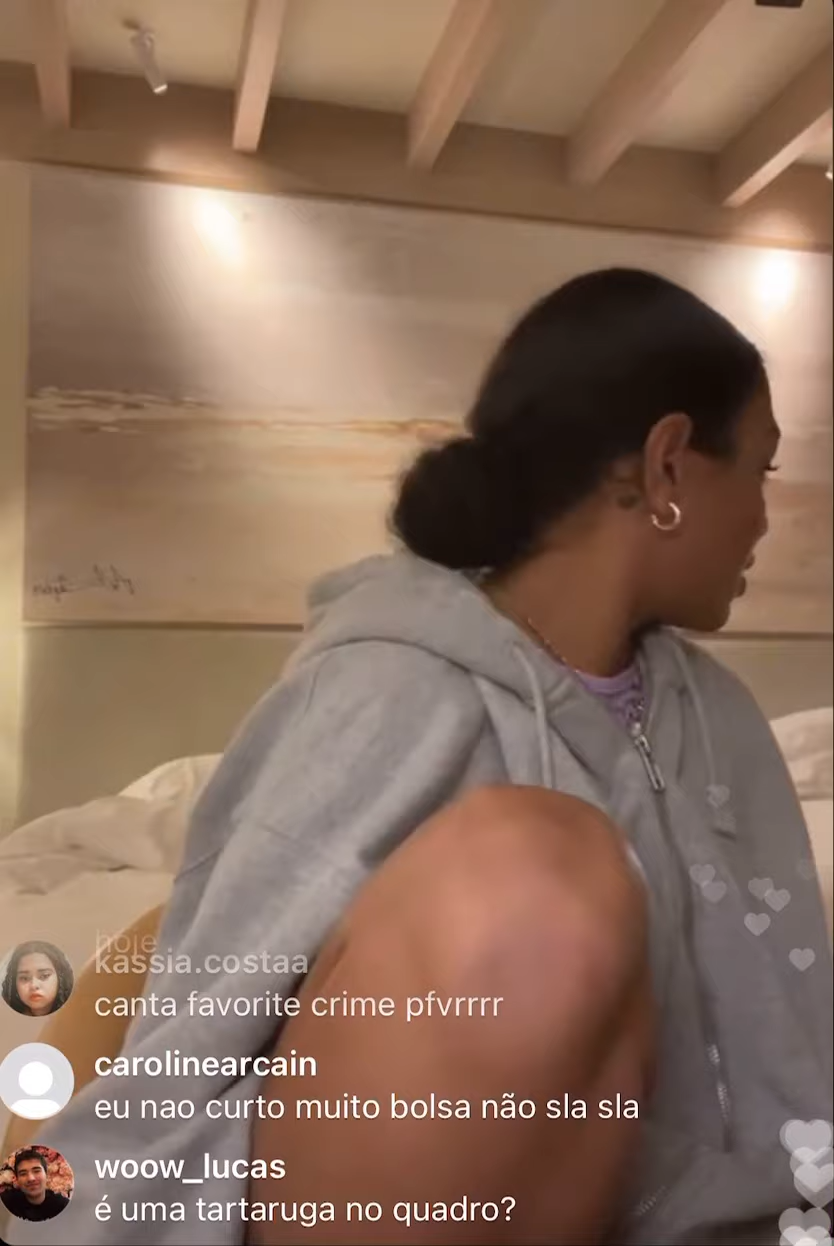 hoje
kassia.costaa
canta favorite crime pfvrrrr
carolinearcain
eu nao curto muito bolsa não sla sla
woow_lucas
é uma tartaruga no quadro?